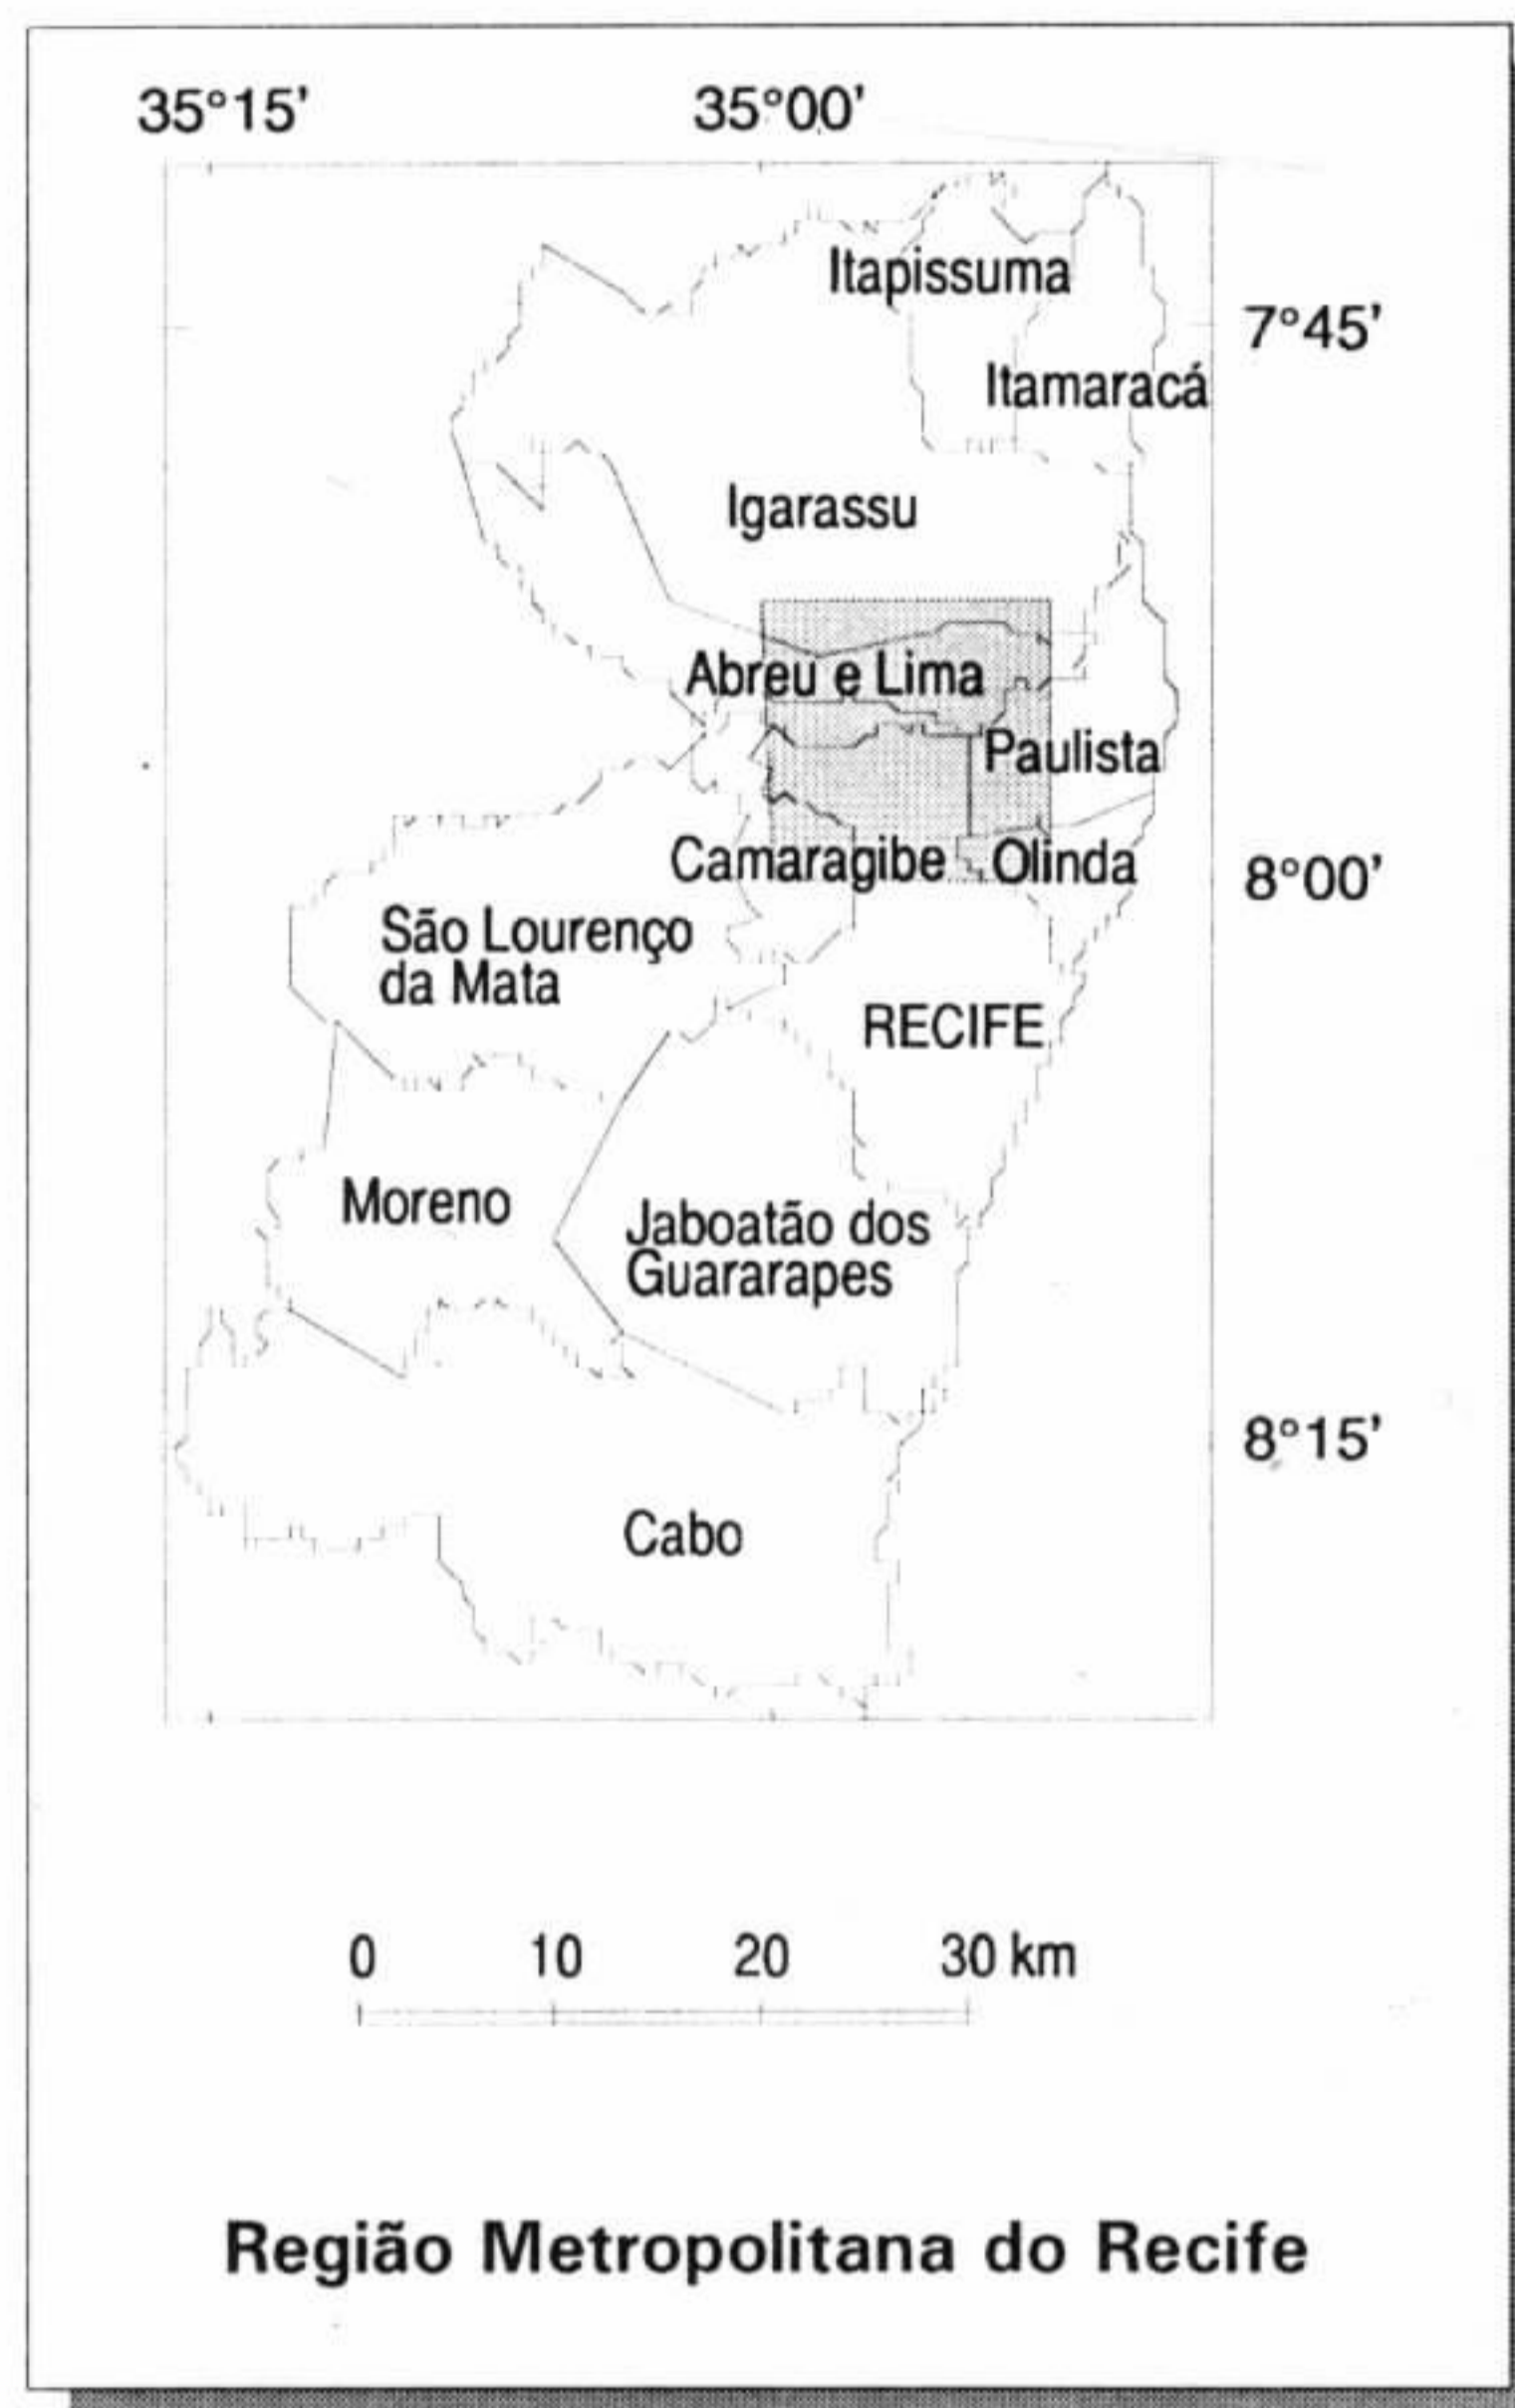 35°15'
35°00'
Itapissuma
7°45'
Itamaracá
Igarassu
Abreu e Lima
Paulista
Camaragibe
Olinda
8°00'
São Lourenço
da Mata
RECIFE
Moreno
Jaboatão dos
Guararapes
8°15'
Cabo
0 10 20 30 km
Região Metropolitana do Recife